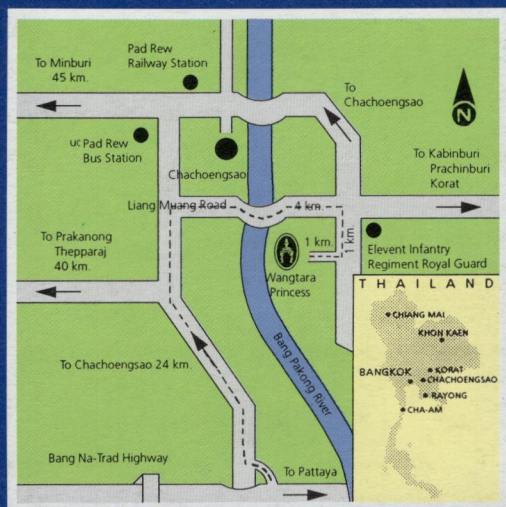 Pad Rew
Railway Station
To Minburi
45 km.
To
Chachoengsao
N
UC Pad Rew
Bus Station
Chachoengsao
To Kabinburi
Prachinburi
Korat
Liang Muang Road
4 km.
1 km.
1 km.
To Prakanong
Thepparaj
40 km.
Wangtara
Princess
Elevent Infantry
Regiment Royal Guard
THAILAND
CHIANG MAI
KHON KAEN
BANGKOK
KORAT
CHACHOENGSAO
RAYONG
CHA-AM
Bang Pakong River
To Chachoengsao 24 km.
Bang Na-Trad Highway
To Pattaya